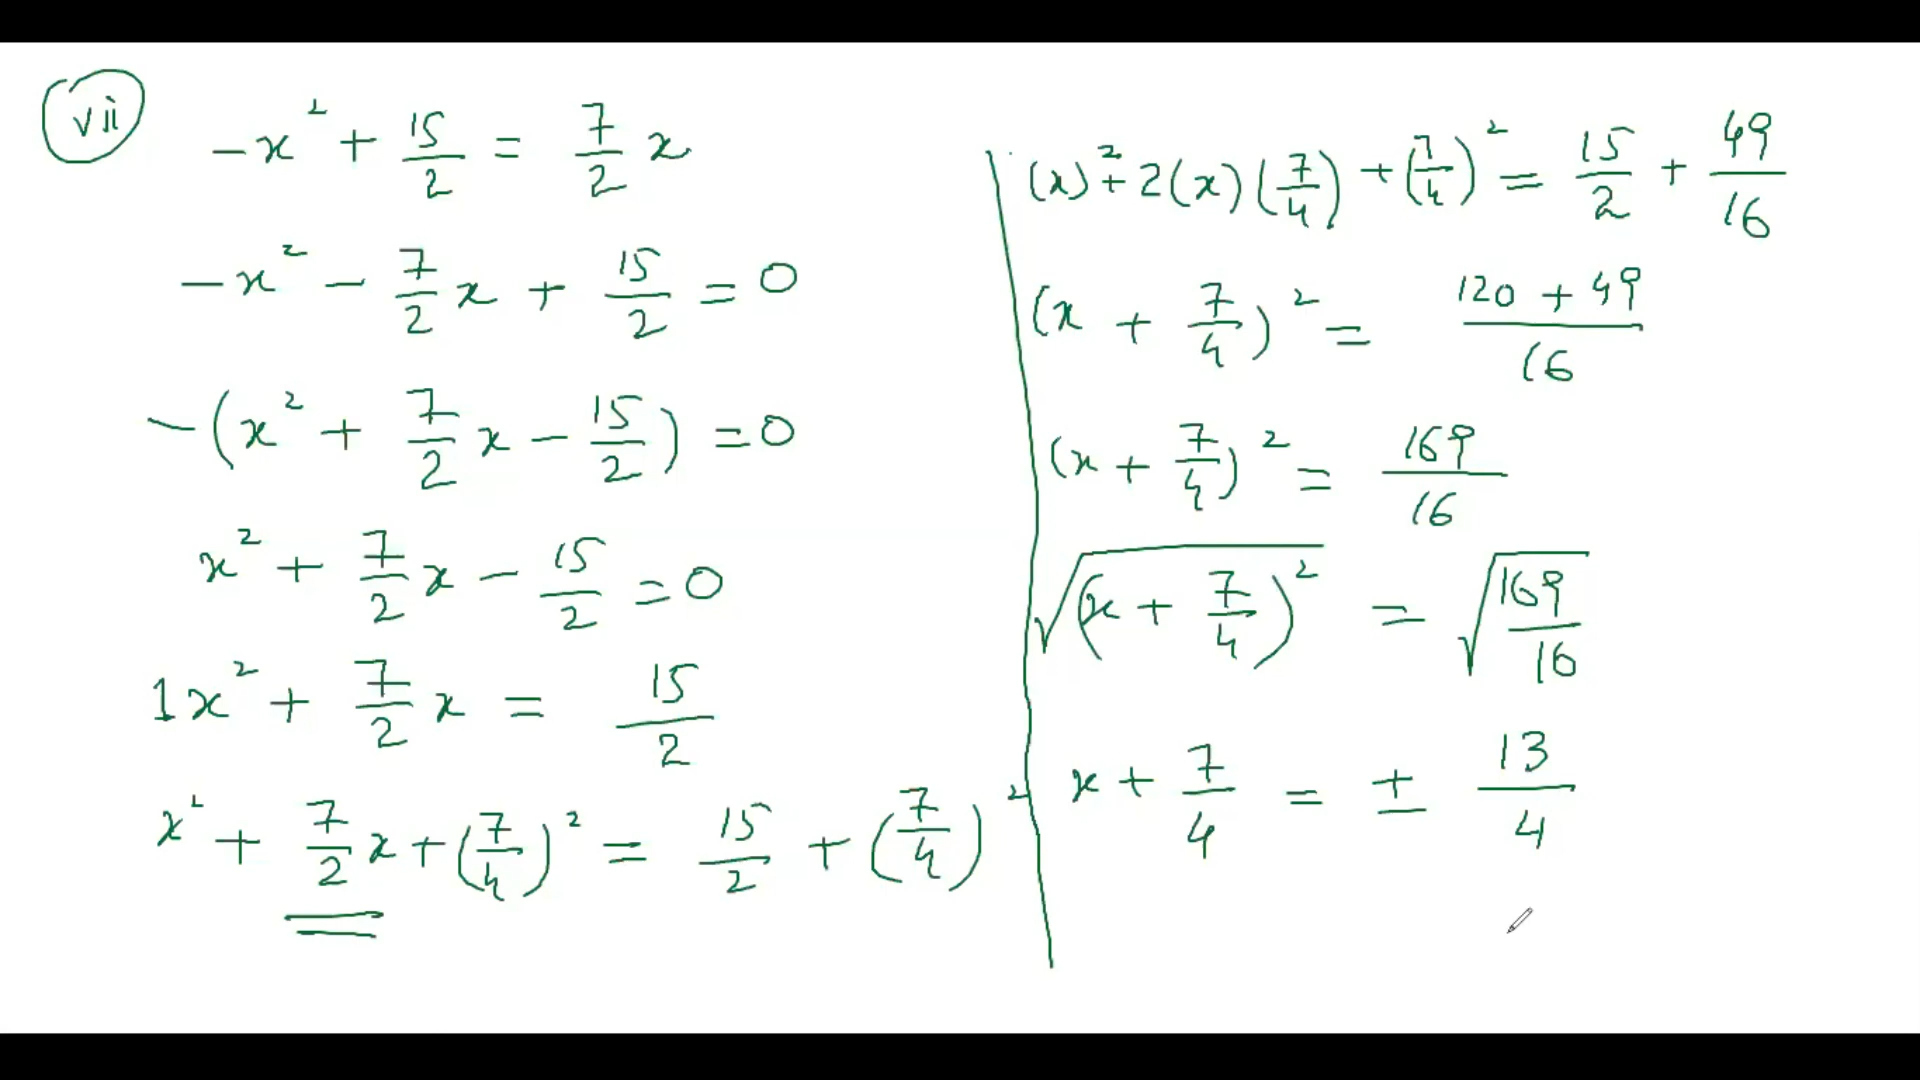 vii
-x² + 15/2 = 7/2 x
-x² - 7/2 x + 15/2 = 0
-(x² + 7/2 x - 15/2) = 0
x² + 7/2 x - 15/2 = 0
1x² + 7/2 x = 15/2
x² + 7/2 x + (7/4)² = 15/2 + (7/4)²
(x)² + 2(x)(7/4) + (7/4)² = 15/2 + 49/16
(x + 7/4)² = 120 + 49/16
(x + 7/4)² = 169/16
√(x + 7/4)² = √169/16
x + 7/4 = ± 13/4